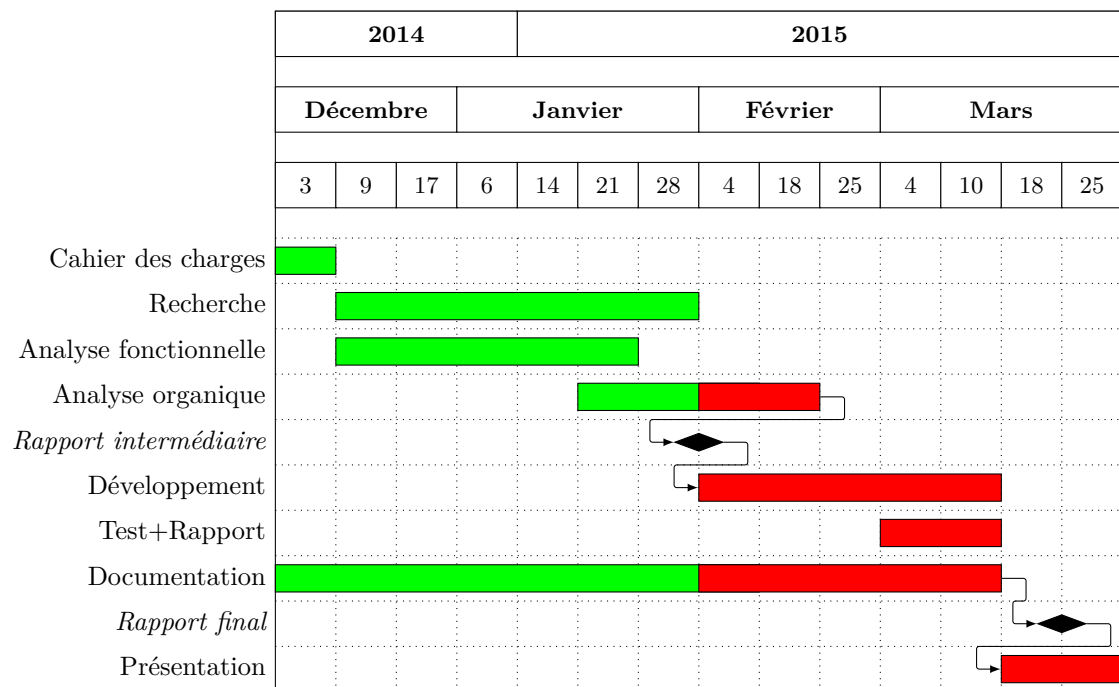 2014 2015
Décembre Janvier Février Mars
3 9 17 6 14 21 28 4 18 25 4 10 18 25
Cahier des charges
Recherche
Analyse fonctionnelle
Analyse organique
Rapport intermédiaire
Développement
Test+Rapport
Documentation
Rapport final
Présentation